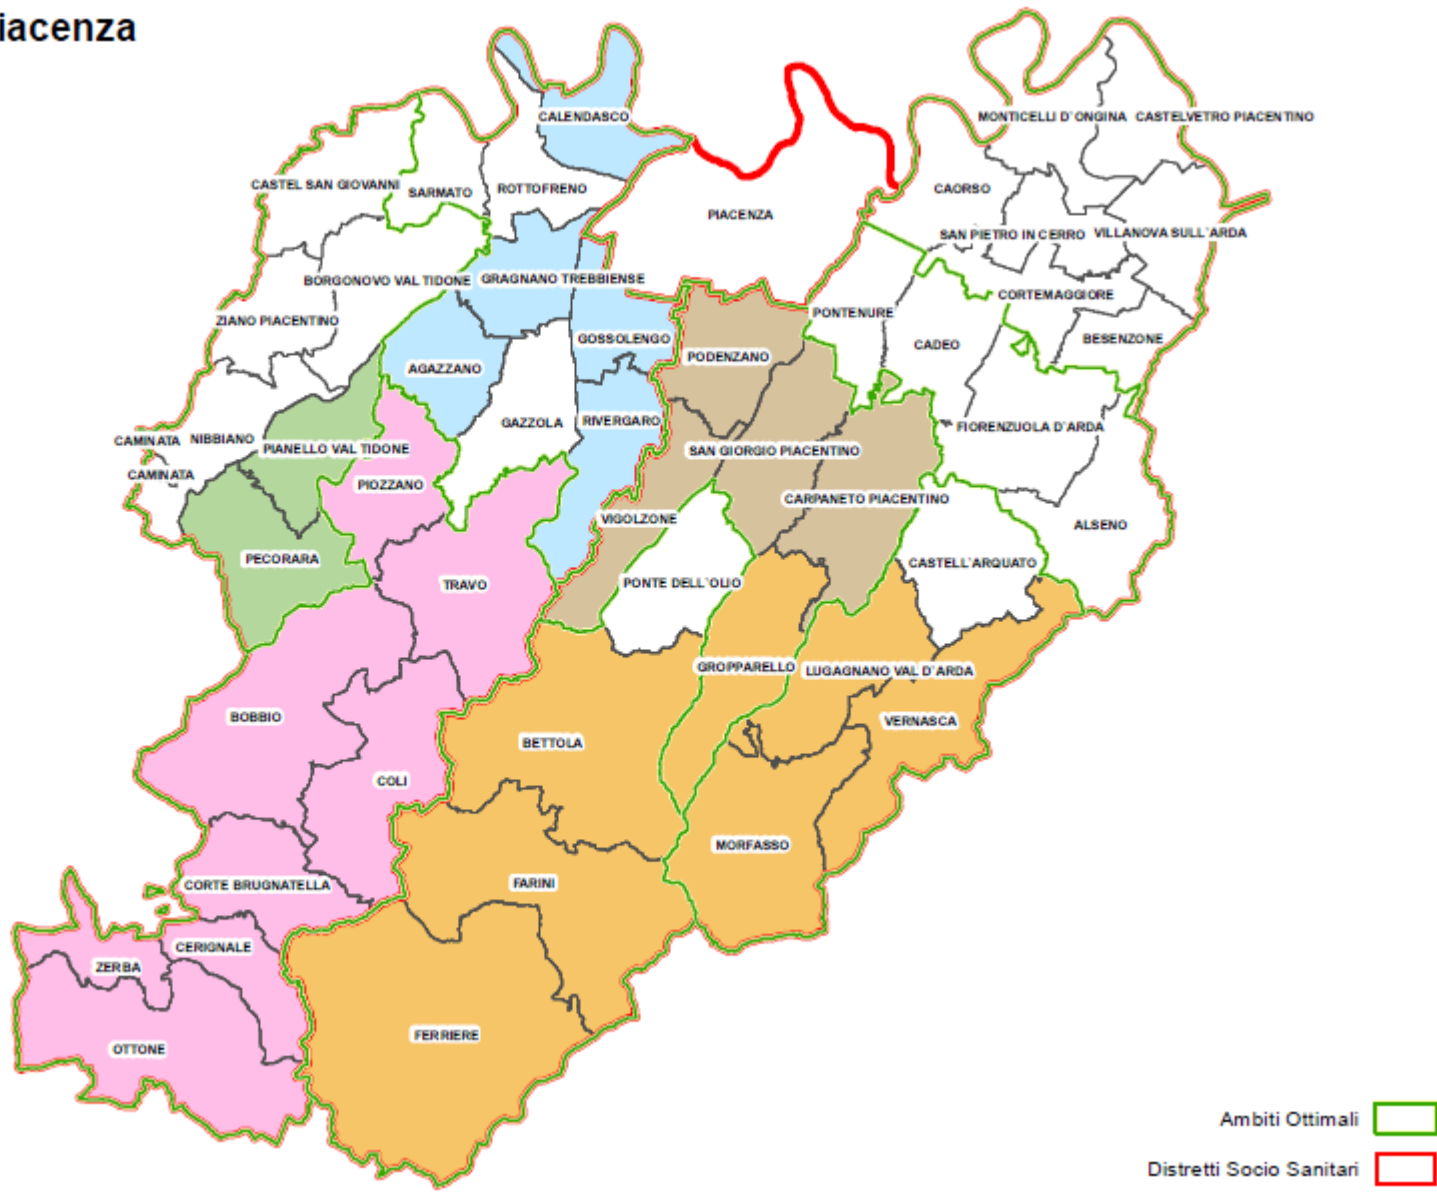 iacenza
CALENDASCO
MONTICELLI D`ONGINA
CASTELVETRO PIACENTINO
CASTEL SAN GIOVANNI
SARMATO
ROTTOFRENO
CAORSO
PIACENZA
SAN PIETRO IN CERRO
VILLANOVA SULL`ARDA
BORGONOVO VAL TIDONE
GRAGNANO TREBBIENSE
CORTEMAGGIORE
ZIANO PIACENTINO
PONTENURE
GOSSOLENGO
BESENZONE
CADEO
PODENZANO
AGAZZANO
GAZZOLA
RIVERGARO
FIORENZUOLA D`ARDA
CAMINATA
NIBBIANO
PIANELLO VAL TIDONE
SAN GIORGIO PIACENTINO
CAMINATA
PIOZZANO
CARPANETO PIACENTINO
VIGOLZONE
ALSENO
PECORARA
CASTELL`ARQUATO
TRAVO
PONTE DELL`OLIO
GROPPARELLO
LUGAGNANO VAL D`ARDA
BOBBIO
VERNASCA
BETTOLA
COLI
MORFASSO
CORTE BRUGNATELLA
FARINI
CERIGNALE
ZERBA
FERRIERE
OTTONE
Ambiti Ottimali
Distretti Socio Sanitari